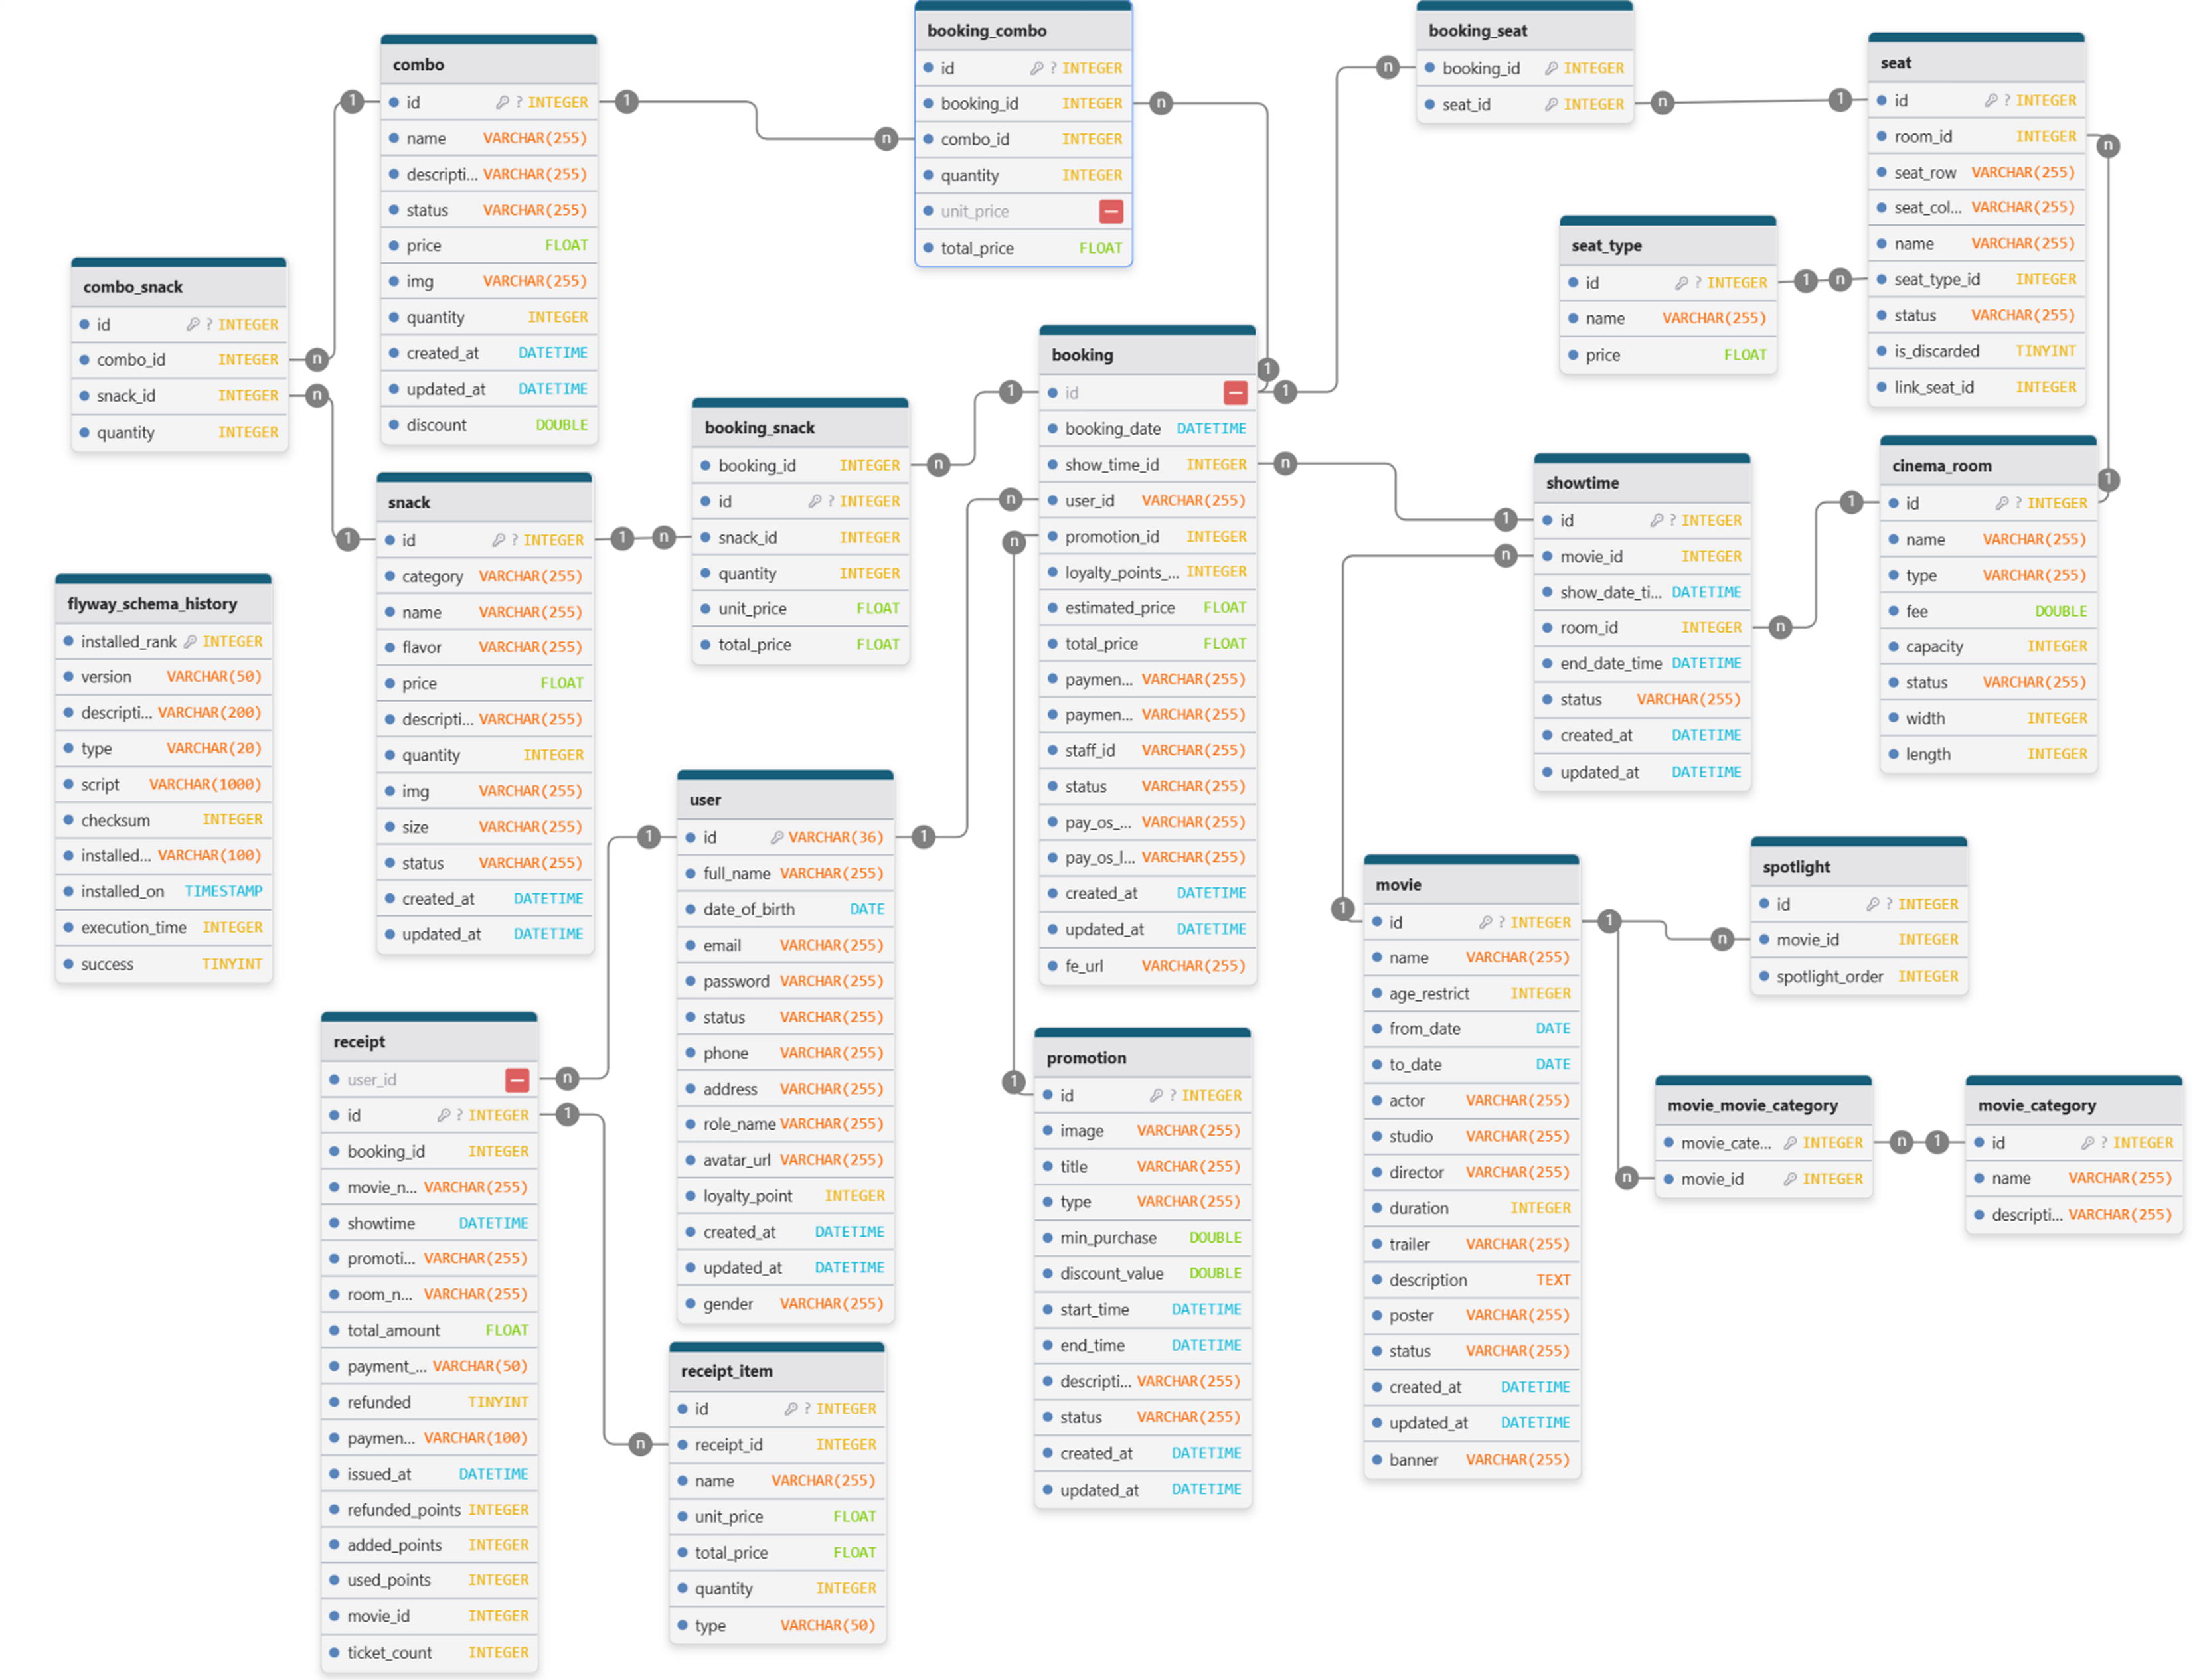 combo
id ? INTEGER
name VARCHAR(255)
descripti... VARCHAR(255)
status VARCHAR(255)
price FLOAT
img VARCHAR(255)
quantity INTEGER
created_at DATETIME
updated_at DATETIME
discount DOUBLE
booking_combo
id ? INTEGER
booking_id INTEGER
combo_id INTEGER
quantity INTEGER
unit_price
total_price FLOAT
booking_seat
booking_id INTEGER
seat_id INTEGER
seat
id ? INTEGER
room_id INTEGER
seat_row VARCHAR(255)
seat_col... VARCHAR(255)
name VARCHAR(255)
seat_type_id INTEGER
status VARCHAR(255)
is_discarded TINYINT
link_seat_id INTEGER
seat_type
id ? INTEGER
name VARCHAR(255)
price FLOAT
combo_snack
id ? INTEGER
combo_id INTEGER
snack_id INTEGER
quantity INTEGER
booking_snack
booking_id INTEGER
id ? INTEGER
snack_id INTEGER
quantity INTEGER
unit_price FLOAT
total_price FLOAT
booking
id
booking_date DATETIME
show_time_id INTEGER
user_id VARCHAR(255)
promotion_id INTEGER
loyalty_points_... INTEGER
estimated_price FLOAT
total_price FLOAT
paymen... VARCHAR(255)
paymen... VARCHAR(255)
staff_id VARCHAR(255)
status VARCHAR(255)
pay_os_... VARCHAR(255)
pay_os_l... VARCHAR(255)
created_at DATETIME
updated_at DATETIME
fe_url VARCHAR(255)
showtime
id ? INTEGER
movie_id INTEGER
show_date_ti... DATETIME
room_id INTEGER
end_date_time DATETIME
status VARCHAR(255)
created_at DATETIME
updated_at DATETIME
cinema_room
id ? INTEGER
name VARCHAR(255)
type VARCHAR(255)
fee DOUBLE
capacity INTEGER
status VARCHAR(255)
width INTEGER
length INTEGER
snack
id ? INTEGER
category VARCHAR(255)
name VARCHAR(255)
flavor VARCHAR(255)
price FLOAT
descripti... VARCHAR(255)
quantity INTEGER
img VARCHAR(255)
size VARCHAR(255)
status VARCHAR(255)
created_at DATETIME
updated_at DATETIME
flyway_schema_history
installed_rank INTEGER
version VARCHAR(50)
descripti... VARCHAR(200)
type VARCHAR(20)
script VARCHAR(1000)
checksum INTEGER
installed... VARCHAR(100)
installed_on TIMESTAMP
execution_time INTEGER
success TINYINT
user
id VARCHAR(36)
full_name VARCHAR(255)
date_of_birth DATE
email VARCHAR(255)
password VARCHAR(255)
status VARCHAR(255)
phone VARCHAR(255)
address VARCHAR(255)
role_name VARCHAR(255)
avatar_url VARCHAR(255)
loyalty_point INTEGER
created_at DATETIME
updated_at DATETIME
gender VARCHAR(255)
movie
id ? INTEGER
name VARCHAR(255)
age_restrict INTEGER
from_date DATE
to_date DATE
actor VARCHAR(255)
studio VARCHAR(255)
director VARCHAR(255)
duration INTEGER
trailer VARCHAR(255)
description TEXT
poster VARCHAR(255)
status VARCHAR(255)
created_at DATETIME
updated_at DATETIME
banner VARCHAR(255)
spotlight
id ? INTEGER
movie_id INTEGER
spotlight_order INTEGER
movie_movie_category
movie_cate... INTEGER
movie_id INTEGER
movie_category
id ? INTEGER
name VARCHAR(255)
descripti... VARCHAR(255)
receipt
user_id
id ? INTEGER
booking_id INTEGER
movie_n... VARCHAR(255)
showtime DATETIME
promoti... VARCHAR(255)
room_n... VARCHAR(255)
total_amount FLOAT
payment_... VARCHAR(50)
refunded TINYINT
paymen... VARCHAR(100)
issued_at DATETIME
refunded_points INTEGER
added_points INTEGER
used_points INTEGER
movie_id INTEGER
ticket_count INTEGER
promotion
id ? INTEGER
image VARCHAR(255)
title VARCHAR(255)
type VARCHAR(255)
min_purchase DOUBLE
discount_value DOUBLE
start_time DATETIME
end_time DATETIME
descripti... VARCHAR(255)
status VARCHAR(255)
created_at DATETIME
updated_at DATETIME
receipt_item
id ? INTEGER
receipt_id INTEGER
name VARCHAR(255)
unit_price FLOAT
total_price FLOAT
quantity INTEGER
type VARCHAR(50)